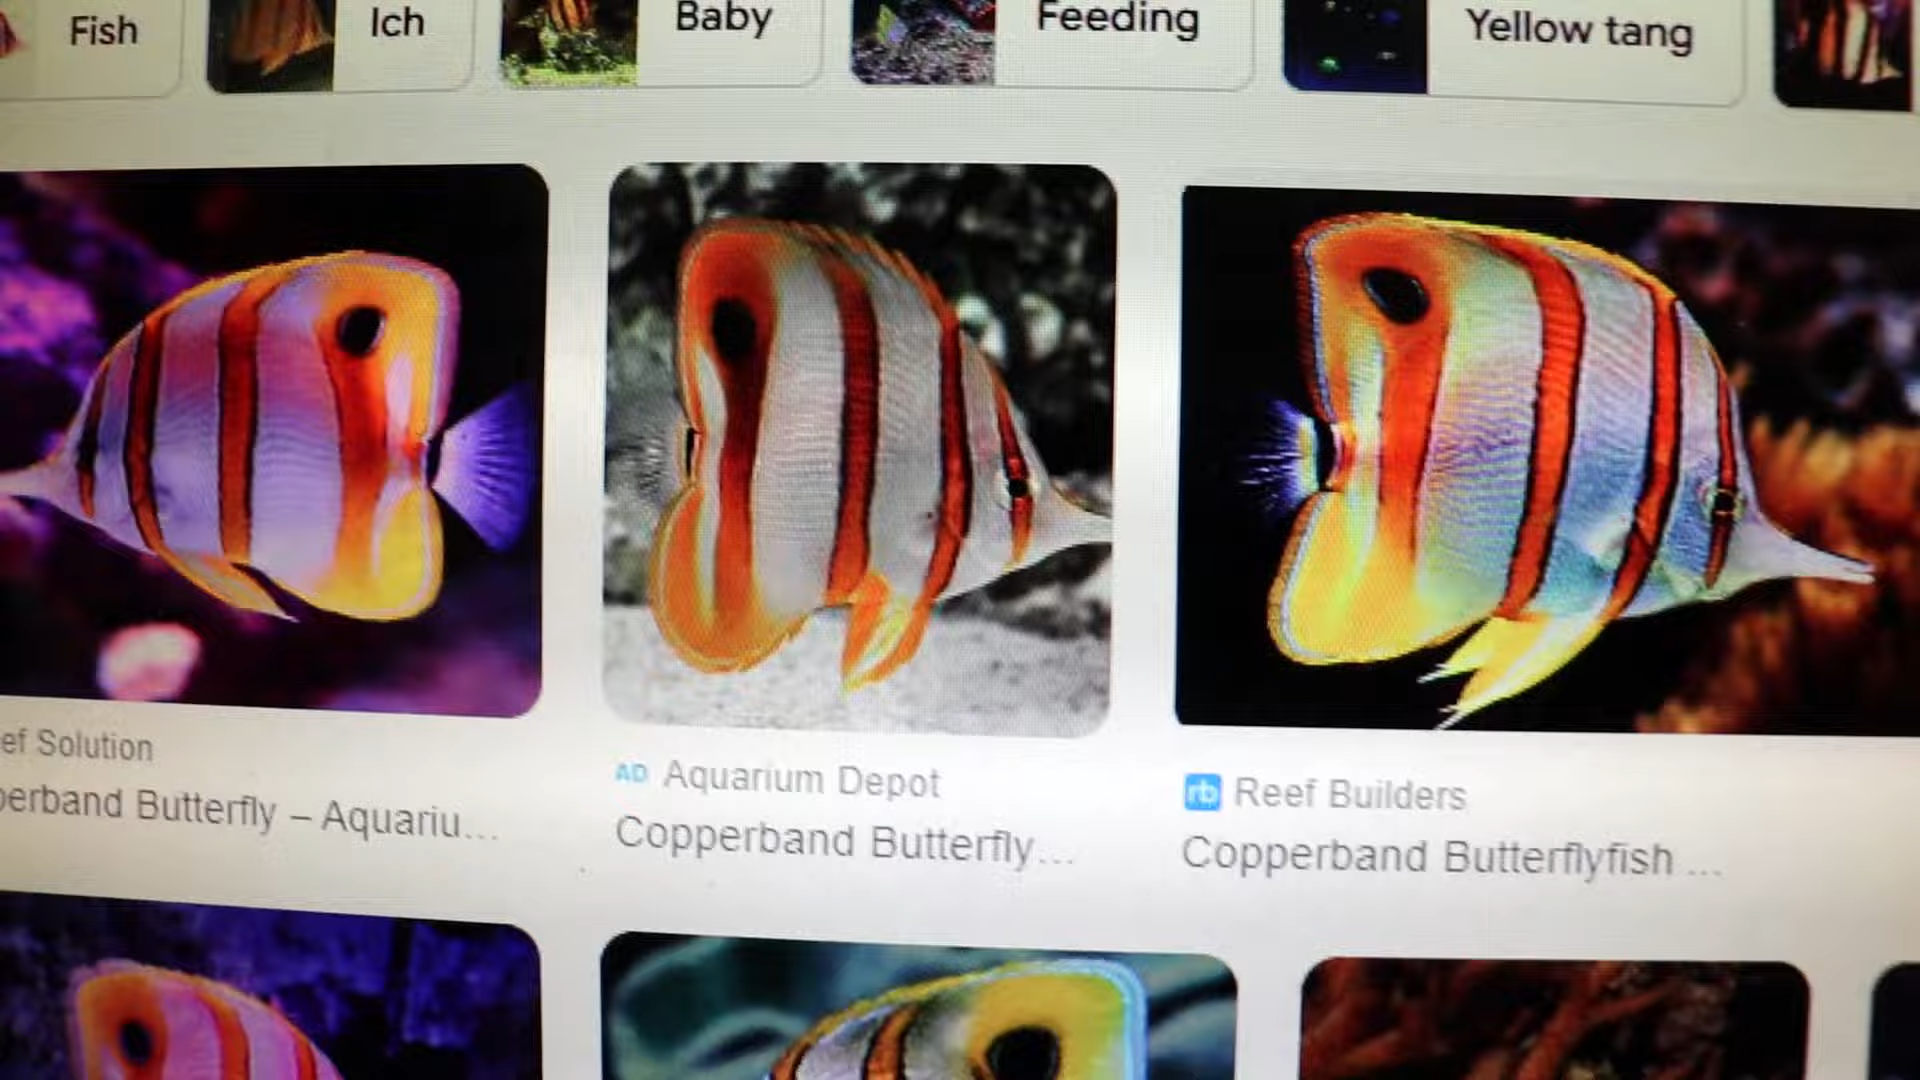 Fish
Ich
Baby
Feeding
Yellow tang
ef Solution
perband Butterfly – Aquariu...
AD Aquarium Depot
Copperband Butterfly...
rb Reef Builders
Copperband Butterflyfish ...